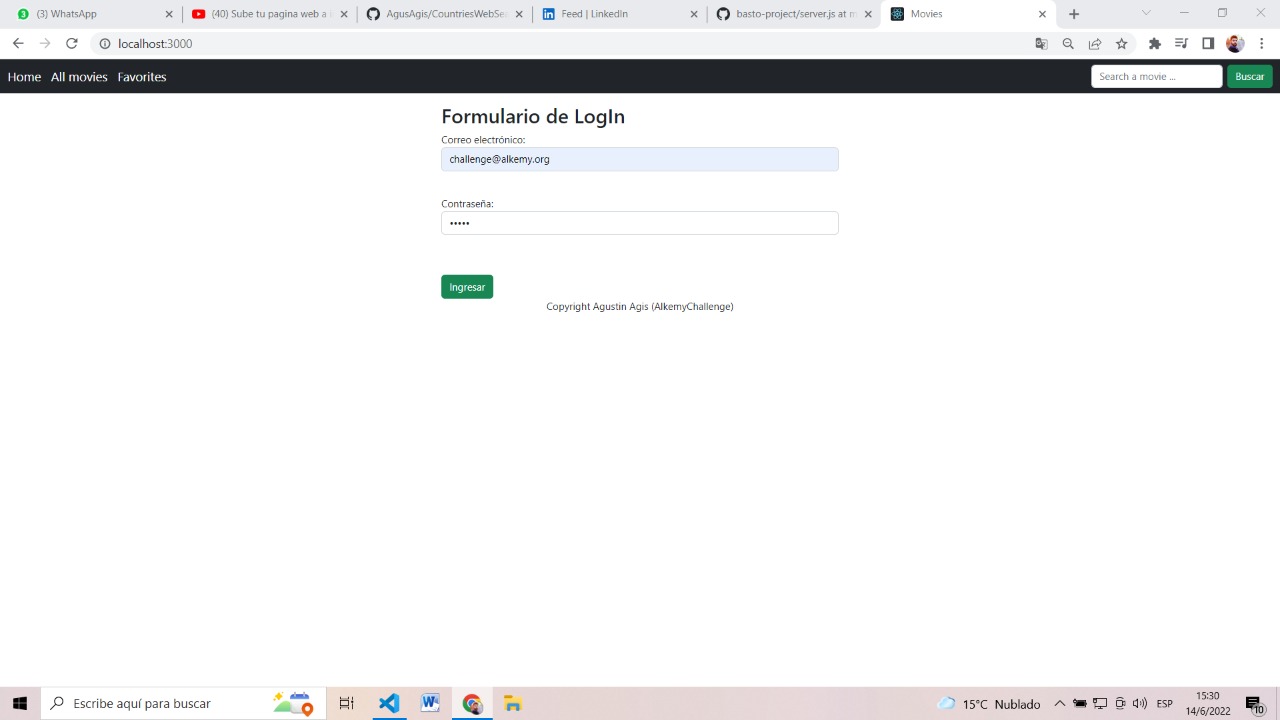 3 (3) WhatsApp
(40) Sube tu pagina web a
AgusAgis/CountriesWebSea
Feed | LinkedIn
basto-project/server.js at m
Movies
localhost:3000
Home All movies Favorites
Search a movie ...
Buscar
Formulario de LogIn
Correo electrónico:
challenge@alkemy.org
Contraseña:
•••••
Ingresar
Copyright Agustin Agis (AlkemyChallenge)
Escribe aquí para buscar
15°C Nublado
ESP
15:30
14/6/2022
10